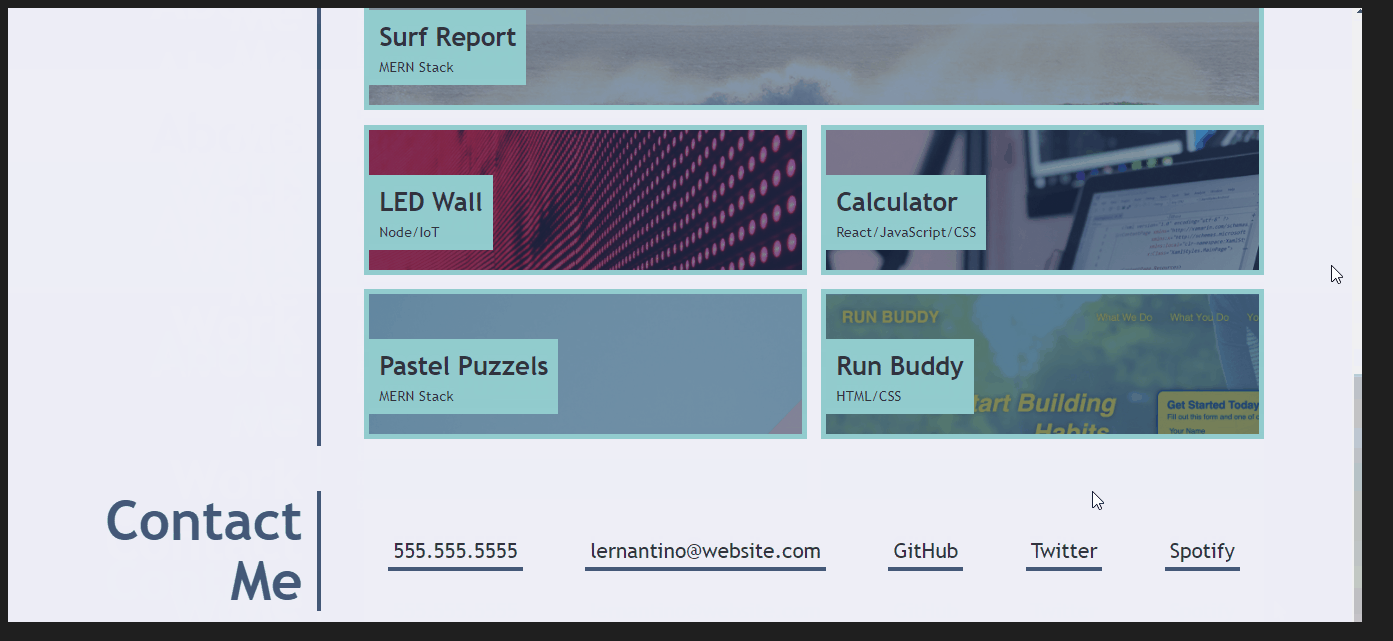 Surf Report
MERN Stack
LED Wall
Node/IoT
Calculator
React/JavaScript/CSS
Pastel Puzzels
MERN Stack
RUN BUDDY
What We Do
What You Do
Yo
Run Buddy
HTML/CSS
tart Building
Habits
Get Started Today
Fill out this form and one of
Your Name
Contact
Me
555.555.5555
lernantino@website.com
GitHub
Twitter
Spotify